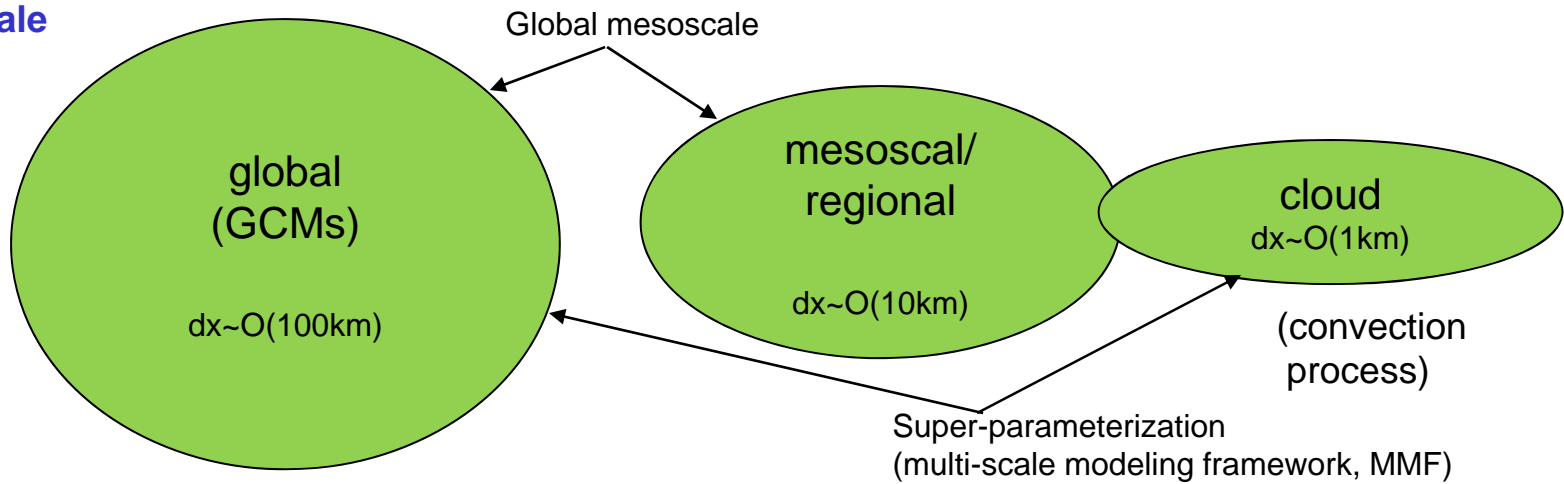 ale
Global mesoscale
global
(GCMs)
dx~O(100km)
mesoscal/
regional
dx~O(10km)
cloud
dx~O(1km)
(convection
process)
Super-parameterization
(multi-scale modeling framework, MMF)